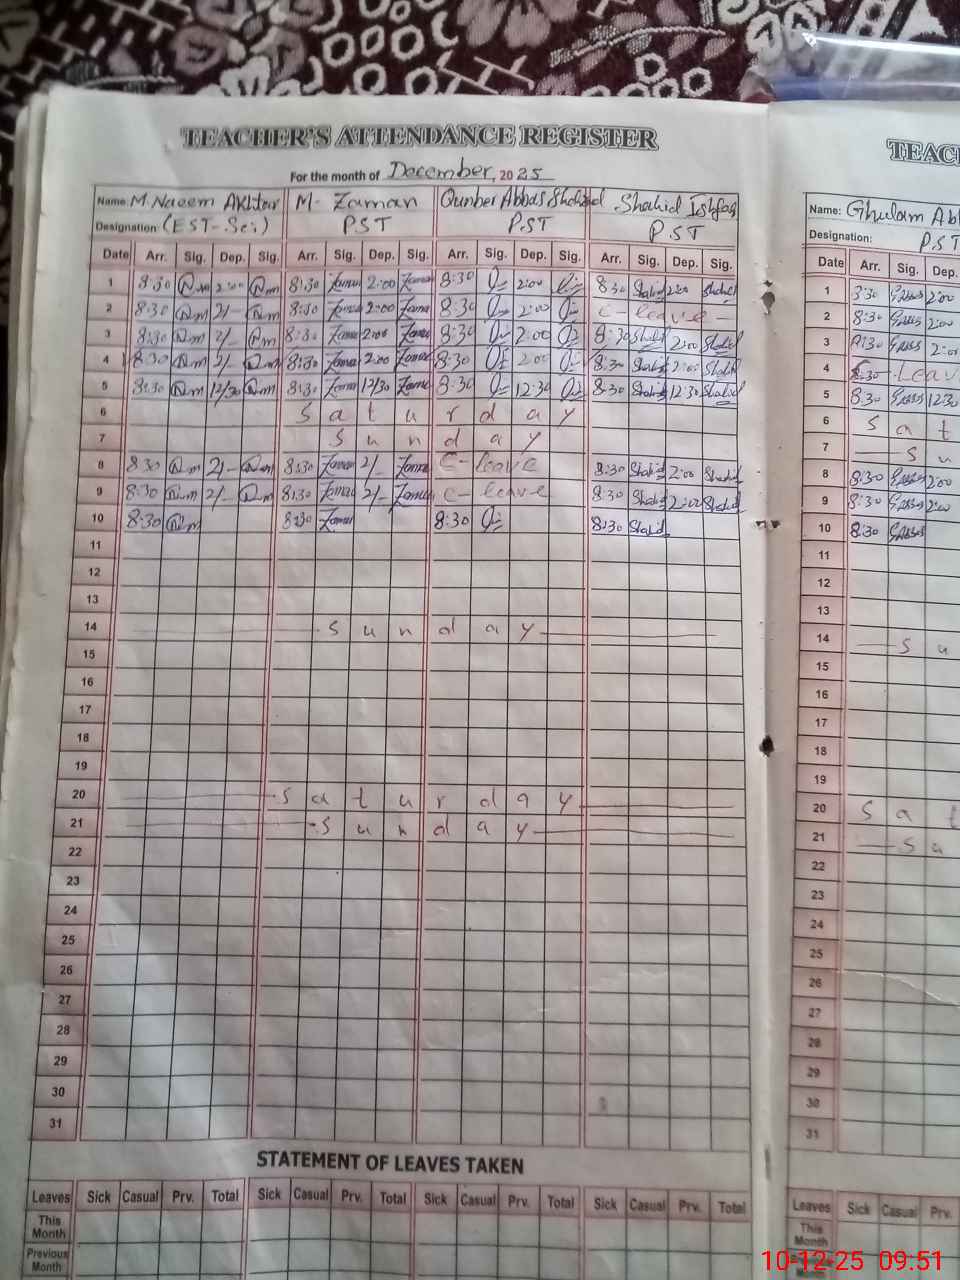 TEACHER'S ATTENDANCE REGISTER
For the month of December, 2025
Name: M. Naeem Akhtar M. Zaman Qunber Abbas Shahid Ishfaq
Designation (EST-Sci) P.S.T P.S.T P.S.T
Date Arr. Sig. Dep. Sig. Arr. Sig. Dep. Sig. Arr. Sig. Dep. Sig. Arr. Sig. Dep. Sig.
1 8:30 2:00 8:30 Zaman 2:00 Zaman 8:30 2:00 8:30 Shahid 2:00 Shahid
2 8:30 2/- 8:30 Zaman 2:00 Zaman 8:30 2:00 C-leave-
3 8:30 2/- 8:30 Zaman 2:00 Zaman 8:30 2:00 8:30 Shahid 2:00 Shahid
4 8:30 2/- 8:30 Zaman 2:00 Zaman 8:30 2:00 8:30 Shahid 2:00 Shahid
5 8:30 12/30 8:30 Zaman 12/30 Zaman 8:30 12:30 8:30 Shahid 12:30 Shahid
6 Saturday
7 Sunday
8 8:30 2/- 8:30 Zaman 2/- Zaman C-leave 8:30 Shahid 2:00 Shahid
9 8:30 2/- 8:30 Zaman 2/- Zaman C-leave 8:30 Shahid 2:00 Shahid
10 8:30 8:30 Zaman 8:30 8:30 Shahid
11
12
13
14 Sunday
15
16
17
18
19
20 Saturday
21 Sunday
22
23
24
25
26
27
28
29
30
31
STATEMENT OF LEAVES TAKEN
Leaves Sick Casual Prv. Total Sick Casual Prv. Total Sick Casual Prv. Total Sick Casual Prv. Total
This Month
Previous Month
TEAC
Name: Ghulam Ab
Designation: P.S.T
Date Arr. Sig. Dep.
1 8:30 2:00
2 8:30 2:00
3 8:30 2:00
4 Leav
5 8:30 12:30
6 Sat
7 Su
8 8:30 2:00
9 8:30 2:00
10 8:30
11
12
13
14 Su
15
16
17
18
19
20 Sat
21 Su
22
23
24
25
26
27
28
29
30
31
Leaves Sick Casual Prv.
This Month
10-12-25 09.51